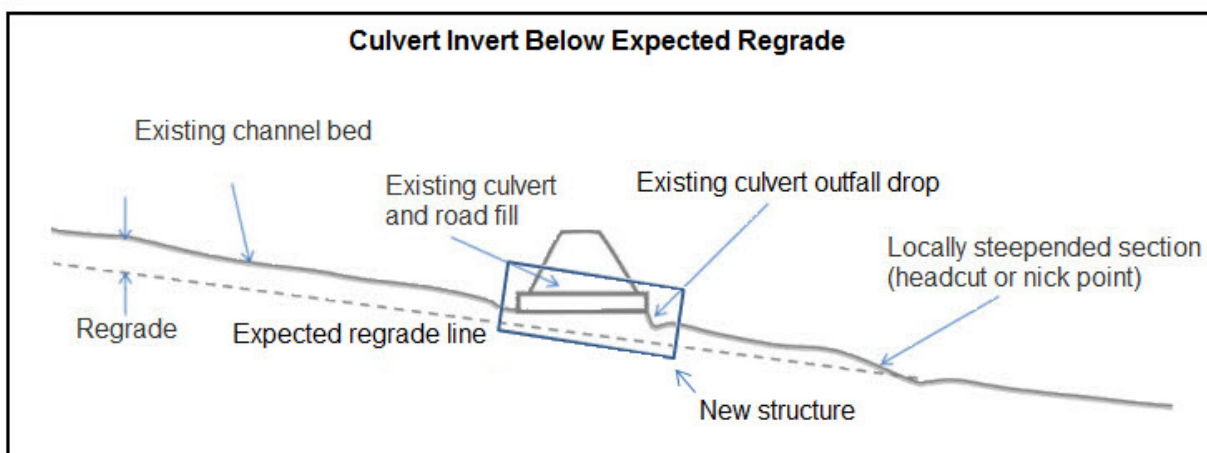 Culvert Invert Below Expected Regrade
Existing channel bed
Existing culvert
and road fill
Existing culvert outfall drop
Locally steepended section
(headcut or nick point)
Regrade
Expected regrade line
New structure